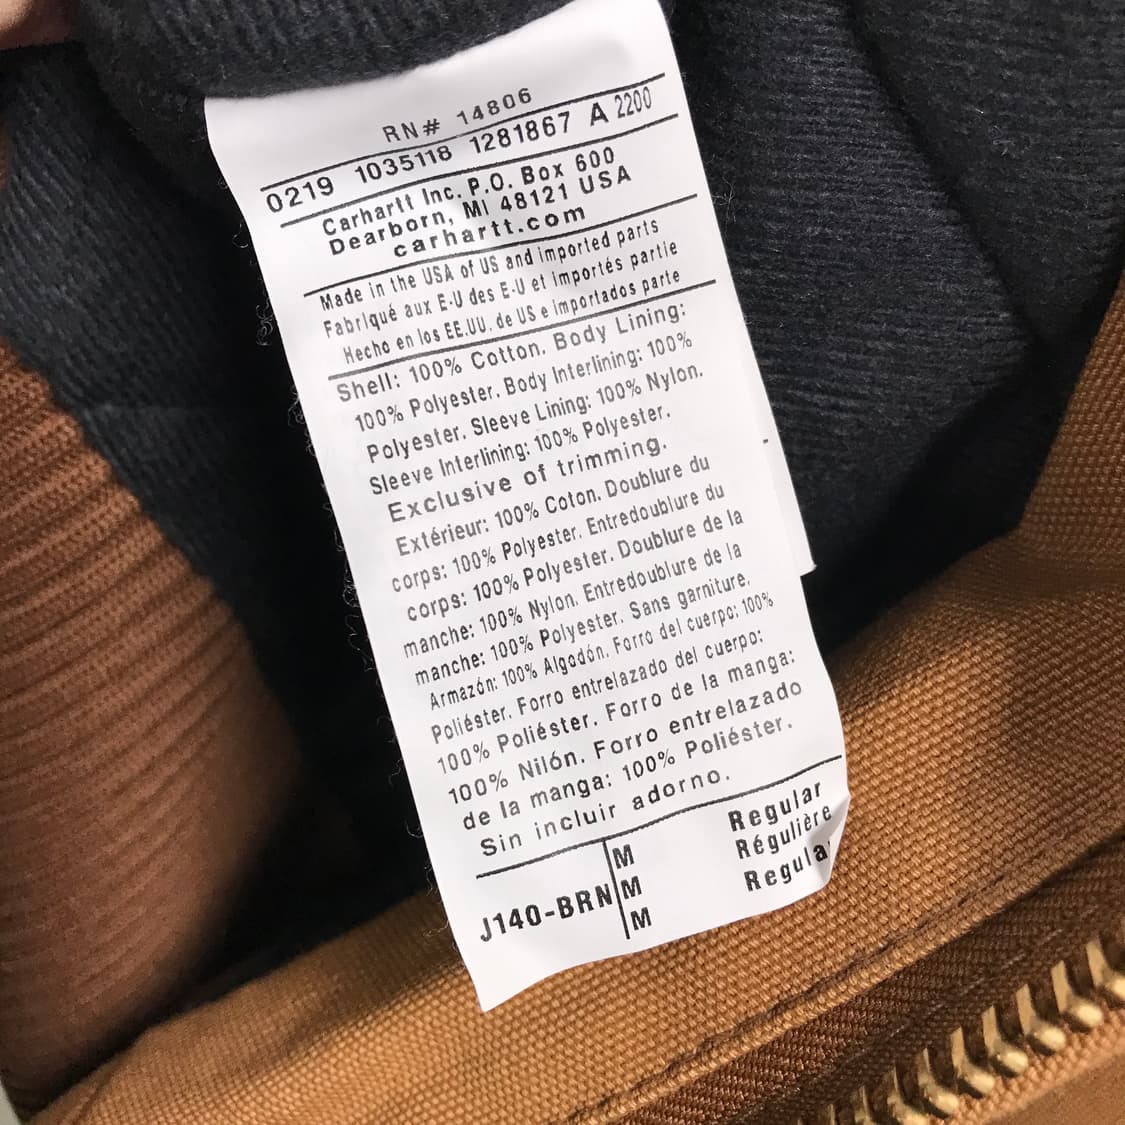 RN# 14806
0219 1035118 1281867 A 2200
Carhartt Inc. P.O. Box 600
Dearborn, MI 48121 USA
carhartt.com
Made in the USA of US and imported parts
Fabriqué aux E-U des E-U et importés partie
Hecho en los EE.UU. de US e importados parte
Shell: 100% Cotton. Body Lining:
100% Polyester. Body Interlining: 100%
Polyester. Sleeve Lining: 100% Nylon.
Sleeve Interlining: 100% Polyester.
Exclusive of trimming.
Extérieur: 100% Coton. Doublure du
corps: 100% Polyester. Entredoublure du
corps: 100% Polyester. Doublure de la
manche: 100% Nylon. Entredoublure de la
manche: 100% Polyester. Sans garniture.
Armazón: 100% Algodón. Forro del cuerpo: 100%
Poliéster. Forro entrelazado del cuerpo:
100% Poliéster. Forro de la manga:
100% Nilón. Forro entrelazado
de la manga: 100% Poliéster.
Sin incluir adorno.
M Regular
J140-BRN M Régulière
M Regular